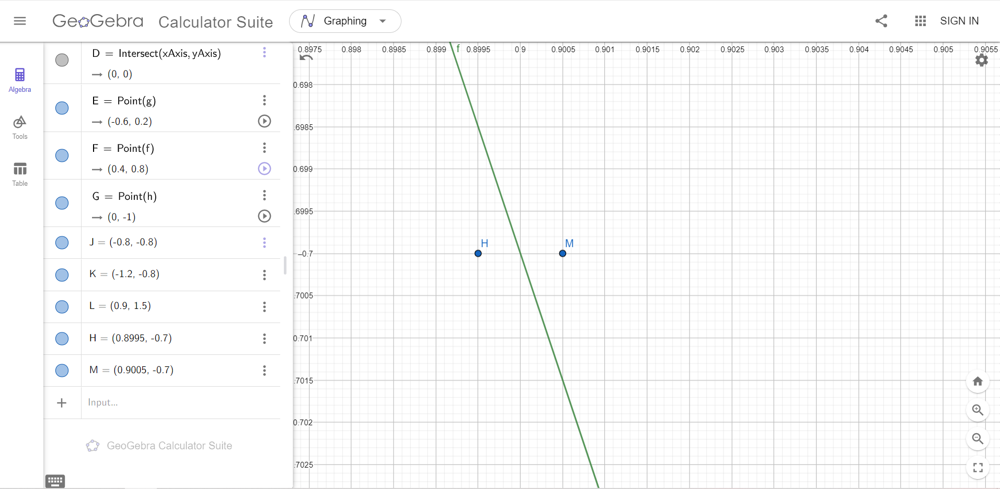 GeoGebra Calculator Suite Graphing SIGN IN
Algebra
Tools
Table
D = Intersect(xAxis, yAxis)
→ (0, 0)
E = Point(g)
→ (-0.6, 0.2)
F = Point(f)
→ (0.4, 0.8)
G = Point(h)
→ (0, -1)
J = (-0.8, -0.8)
K = (-1.2, -0.8)
L = (0.9, 1.5)
H = (0.8995, -0.7)
M = (0.9005, -0.7)
+ Input...
GeoGebra Calculator Suite
0.8975 0.898 0.8985 0.899 f 0.8995 0.9 0.9005 0.901 0.9015 0.902 0.9025 0.903 0.9035 0.904 0.9045 0.905 0.9055
0.698
.6985
0.699
.6995
H M
–0.7
.7005
0.701
.7015
0.702
.7025